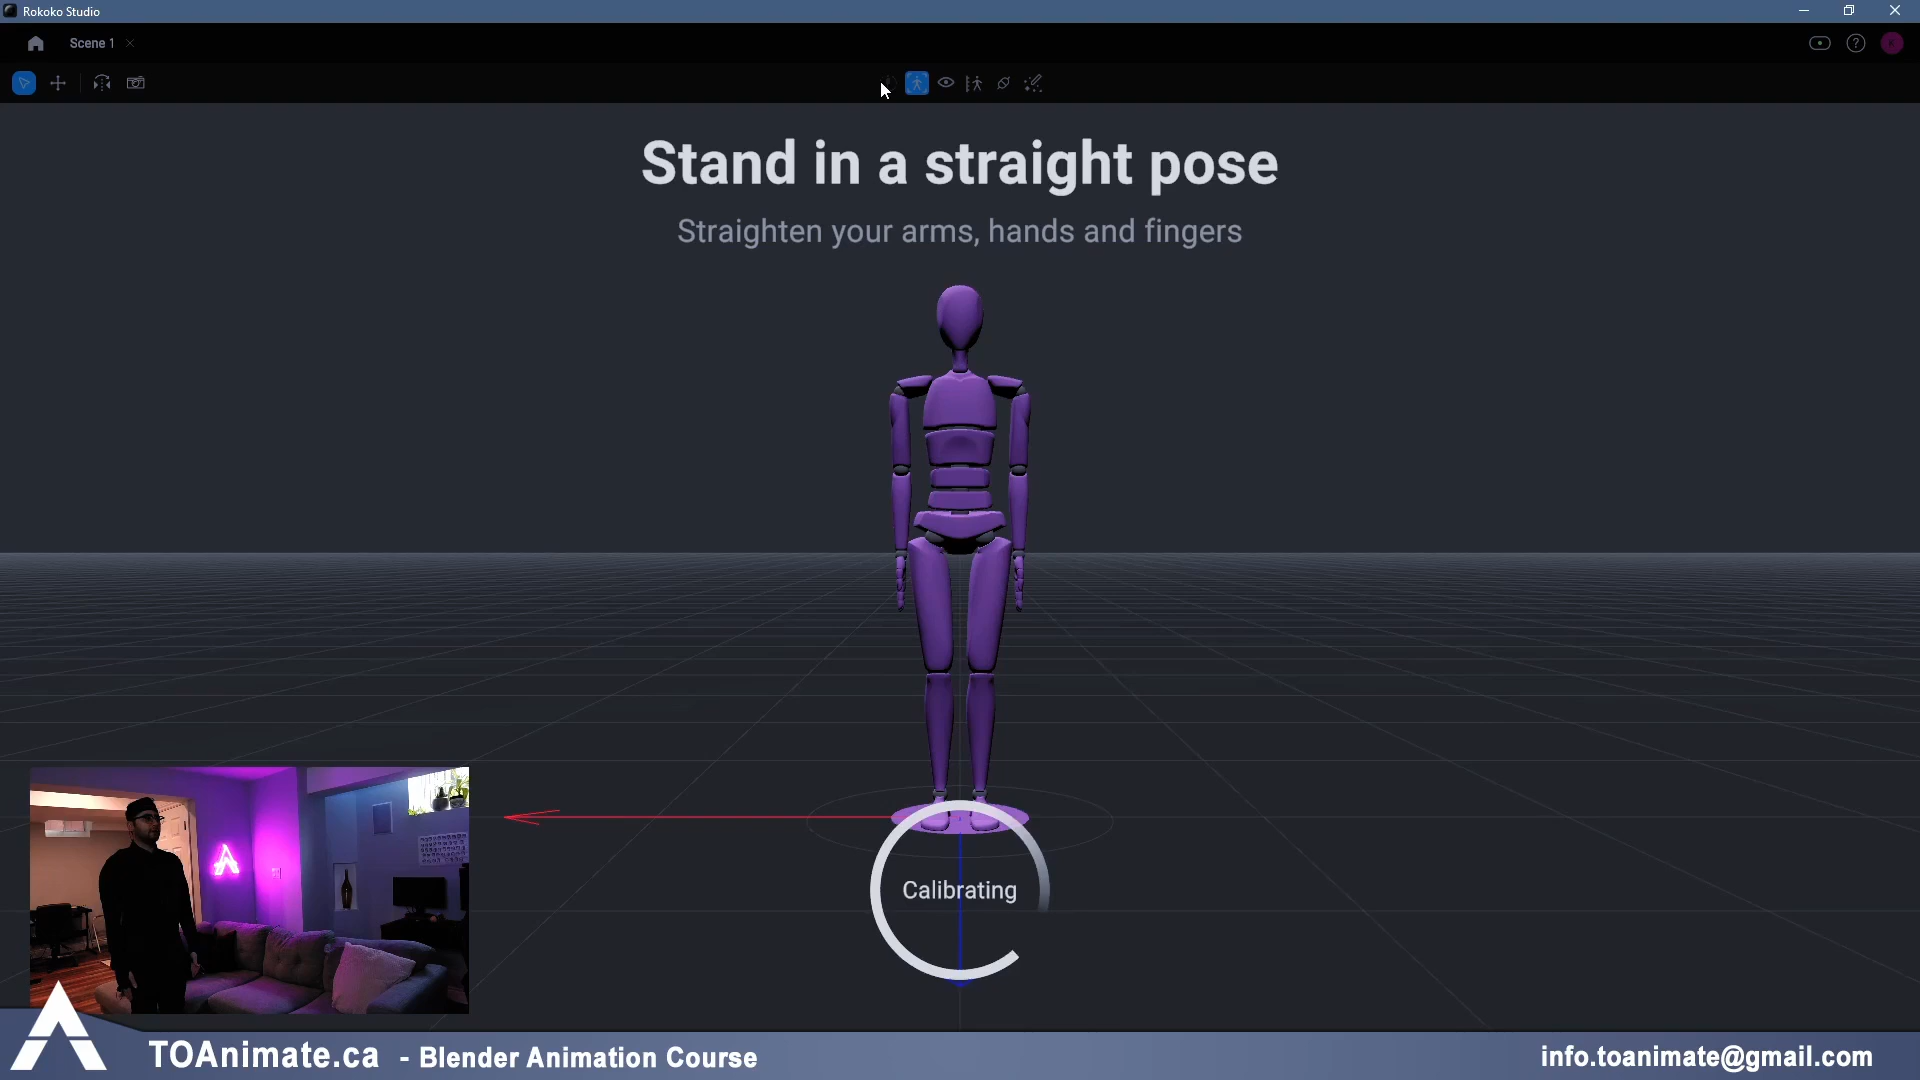 Rokoko Studio
Scene 1
Stand in a straight pose
Straighten your arms, hands and fingers
Calibrating
TOAnimate.ca - Blender Animation Course
info.toanimate@gmail.com